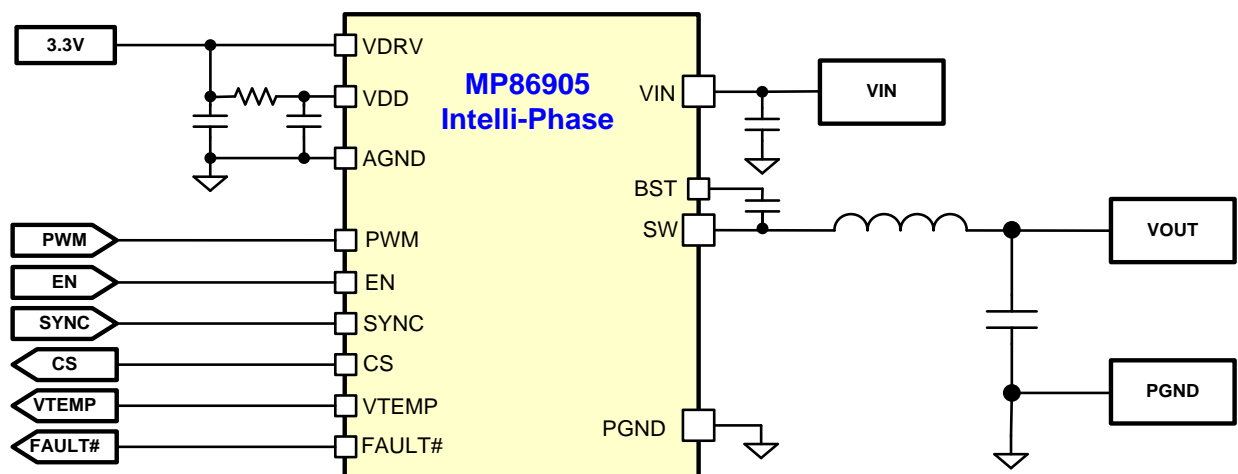 3.3V
VDRV
VDD
AGND
MP86905
Intelli-Phase
VIN
VIN
BST
SW
VOUT
PWM
PWM
EN
EN
SYNC
SYNC
CS
CS
VTEMP
VTEMP
FAULT#
FAULT#
PGND
PGND